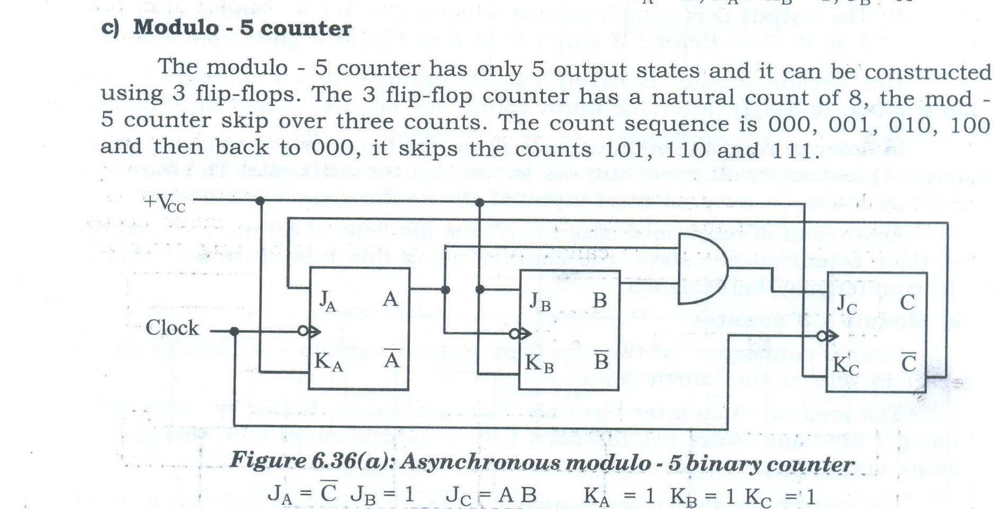 c) Modulo - 5 counter
The modulo - 5 counter has only 5 output states and it can be constructed
using 3 flip-flops. The 3 flip-flop counter has a natural count of 8, the mod -
5 counter skip over three counts. The count sequence is 000, 001, 010, 100
and then back to 000, it skips the counts 101, 110 and 111.
+VCC
JA A JB B JC C
Clock
KA A̅ KB B̅ KC C̅
Figure 6.36(a): Asynchronous modulo - 5 binary counter
JA = C̅ JB = 1 JC = A B KA = 1 KB = 1 KC = 1